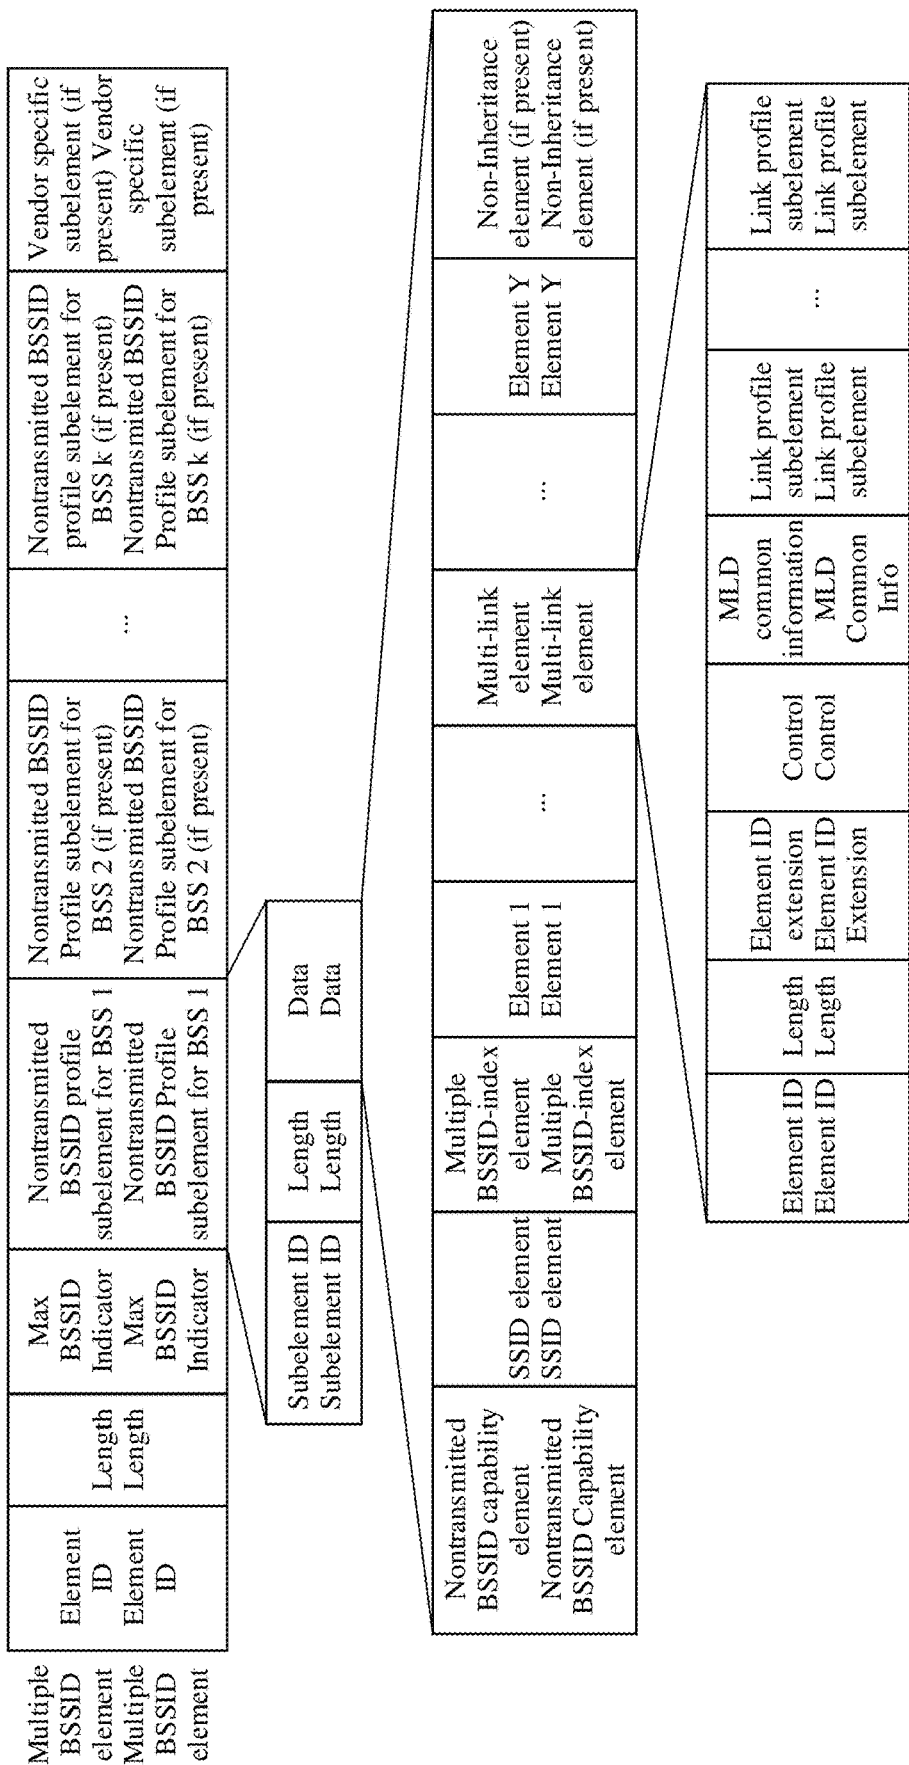 Multiple
BSSID
element
Multiple
BSSID
element
Element
ID
Element
ID
Length
Length
Max
BSSID
Indicator
Max
BSSID
Indicator
Nontransmitted
BSSID profile
subelement for BSS 1
Nontransmitted
BSSID Profile
subelement for BSS 1
Nontransmitted BSSID
Profile subelement for
BSS 2 (if present)
Nontransmitted BSSID
Profile subelement for
BSS 2 (if present)
...
Nontransmitted BSSID
profile subelement for
BSS k (if present)
Nontransmitted BSSID
Profile subelement for
BSS k (if present)
Vendor specific
subelement (if
present) Vendor
specific
subelement (if
present)
Subelement ID
Subelement ID
Length
Length
Data
Data
Nontransmitted
BSSID capability
element
Nontransmitted
BSSID Capability
element
SSID element
SSID element
Multiple
BSSID-index
element
Multiple
BSSID-index
element
Element 1
Element 1
...
Multi-link
element
Multi-link
element
...
Element Y
Element Y
Non-Inheritance
element (if present)
Non-Inheritance
element (if present)
Element ID
Element ID
Length
Length
Element ID
extension
Element ID
Extension
Control
Control
MLD
common
information
MLD
Common
Info
Link profile
subelement
Link profile
subelement
...
Link profile
subelement
Link profile
subelement